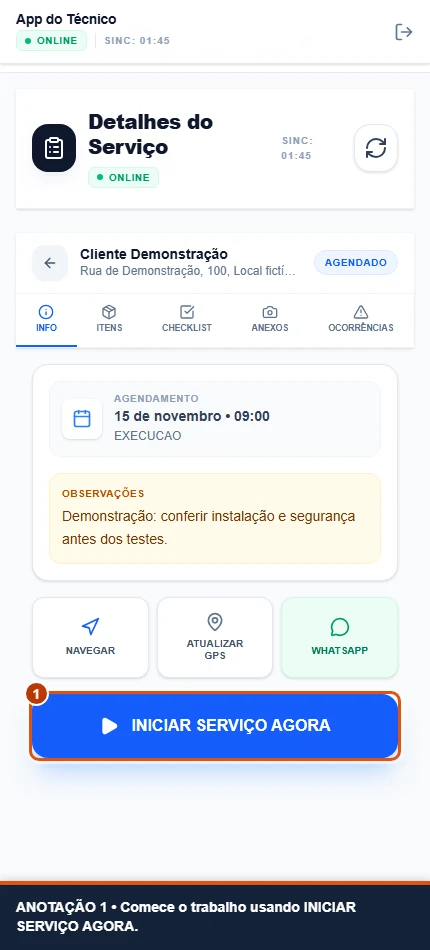 App do Técnico
ONLINE
SINC: 01:45
Detalhes do
Serviço
ONLINE
SINC:
01:45
Cliente Demonstração
Rua de Demonstração, 100, Local fictí...
AGENDADO
INFO
ITENS
CHECKLIST
ANEXOS
OCORRÊNCIAS
AGENDAMENTO
15 de novembro • 09:00
EXECUCAO
OBSERVAÇÕES
Demonstração: conferir instalação e segurança
antes dos testes.
NAVEGAR
ATUALIZAR
GPS
WHATSAPP
1
INICIAR SERVIÇO AGORA
ANOTAÇÃO 1 • Comece o trabalho usando INICIAR
SERVIÇO AGORA.